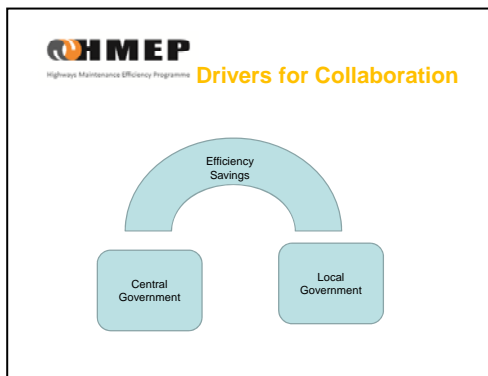 HMEP
Highways Maintenance Efficiency Programme
Drivers for Collaboration
Efficiency
Savings
Central
Government
Local
Government